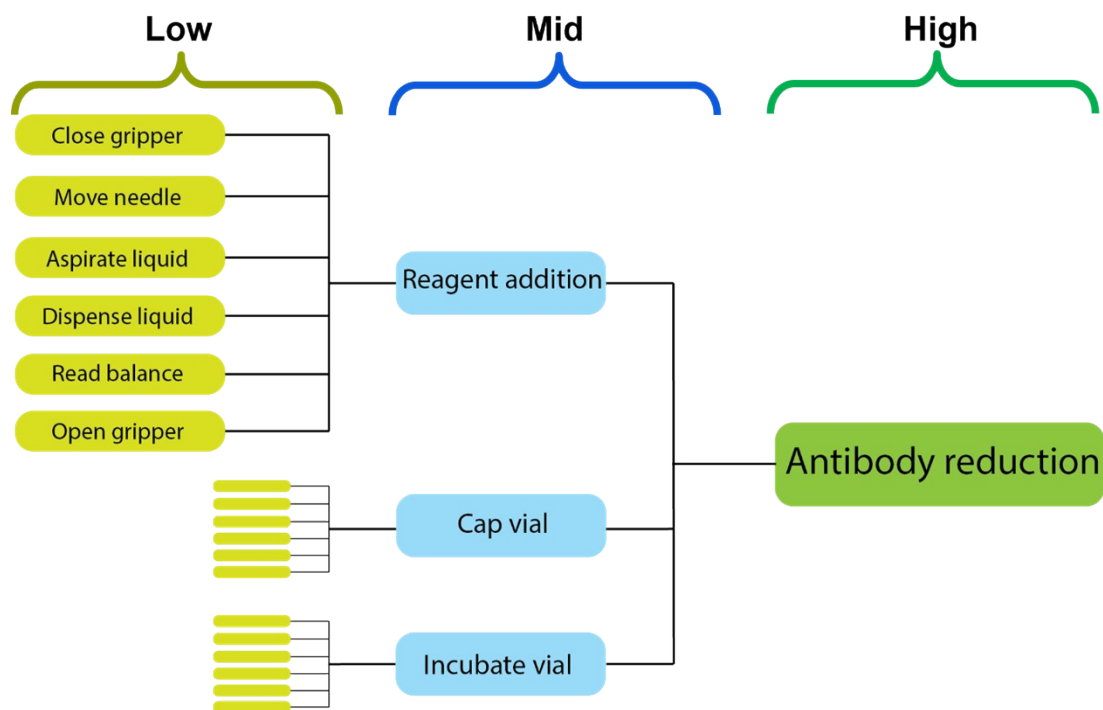 Low
Mid
High
Close gripper
Move needle
Aspirate liquid
Dispense liquid
Read balance
Open gripper
Reagent addition
Cap vial
Incubate vial
Antibody reduction